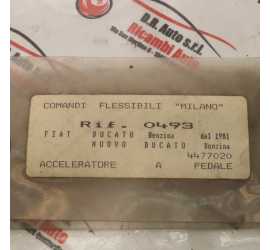 D.B. Auto S.r.l.
Ricambi Auto
COMANDI FLESSIBILI "MILANO"
Rif. 0493
FIAT DUCATO Benzina dal 1981
NUOVO DUCATO Benzina
4477020
ACCELERATORE A PEDALE